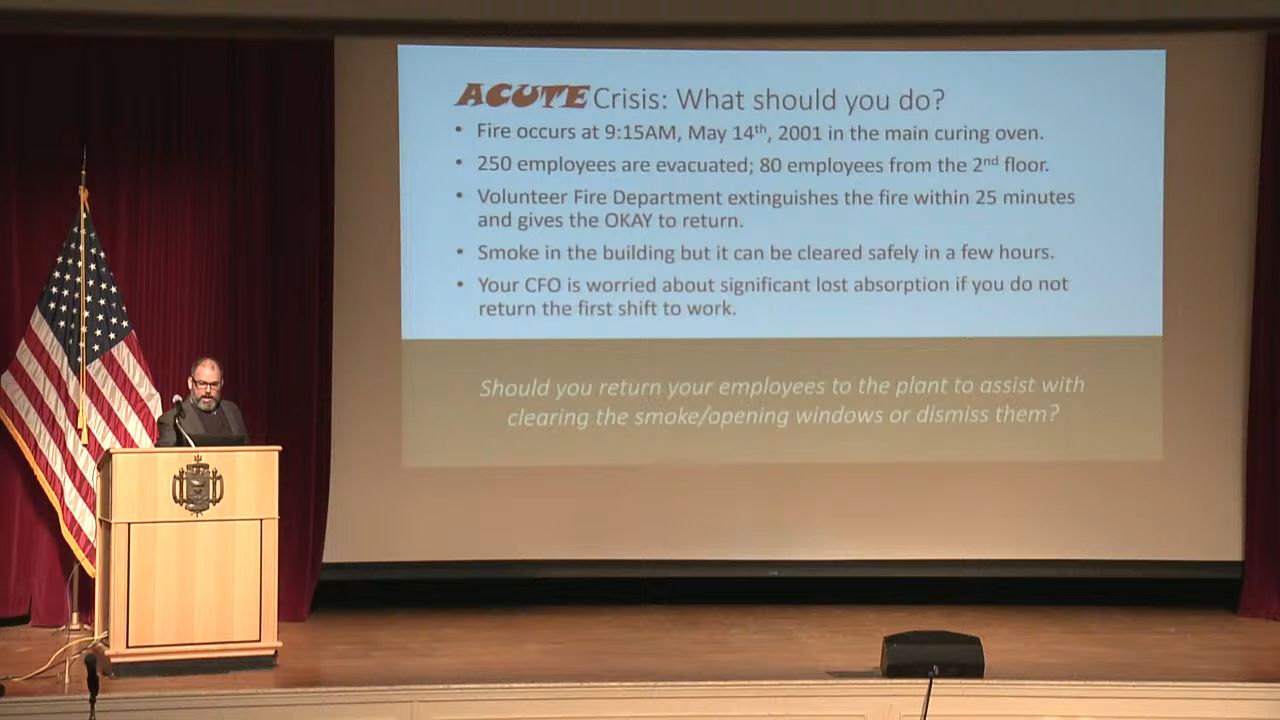 ACUTE Crisis: What should you do?
• Fire occurs at 9:15AM, May 14th, 2001 in the main curing oven.
• 250 employees are evacuated; 80 employees from the 2nd floor.
• Volunteer Fire Department extinguishes the fire within 25 minutes
and gives the OKAY to return.
• Smoke in the building but it can be cleared safely in a few hours.
• Your CFO is worried about significant lost absorption if you do not
return the first shift to work.
Should you return your employees to the plant to assist with
clearing the smoke/opening windows or dismiss them?